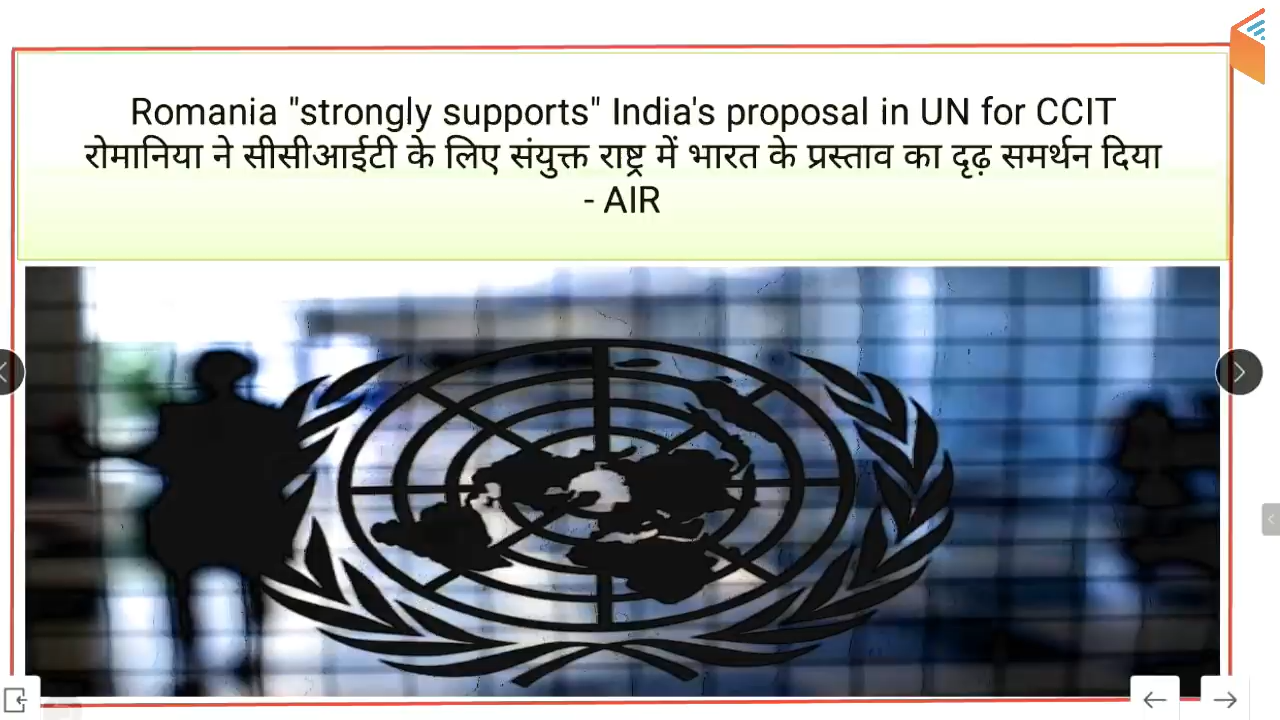 Romania "strongly supports" India's proposal in UN for CCIT
रोमानिया ने सीसीआईटी के लिए संयुक्त राष्ट्र में भारत के प्रस्ताव का दृढ़ समर्थन दिया
- AIR